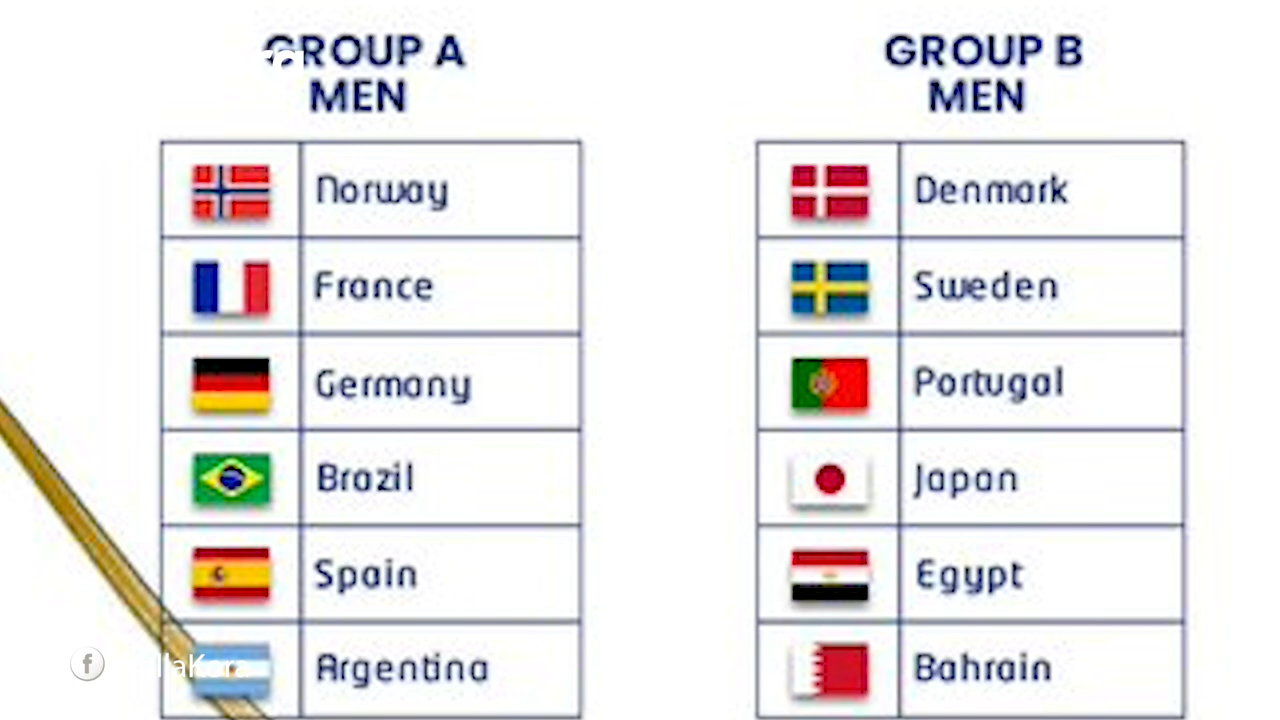 GROUP A
MEN
Norway
France
Germany
Brazil
Spain
Argentina
GROUP B
MEN
Denmark
Sweden
Portugal
Japan
Egypt
Bahrain